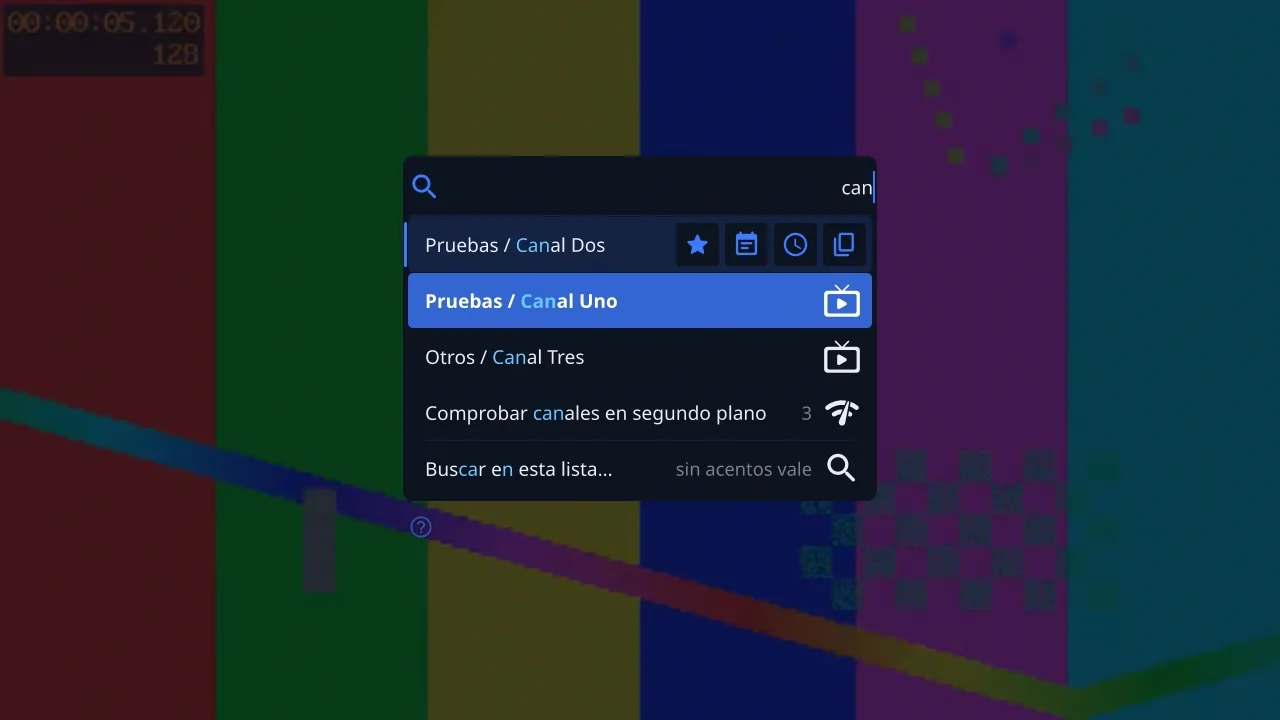 00:00:05.120
128
can
Pruebas / Canal Dos
Pruebas / Canal Uno
Otros / Canal Tres
Comprobar canales en segundo plano 3
Buscar en esta lista... sin acentos vale
?